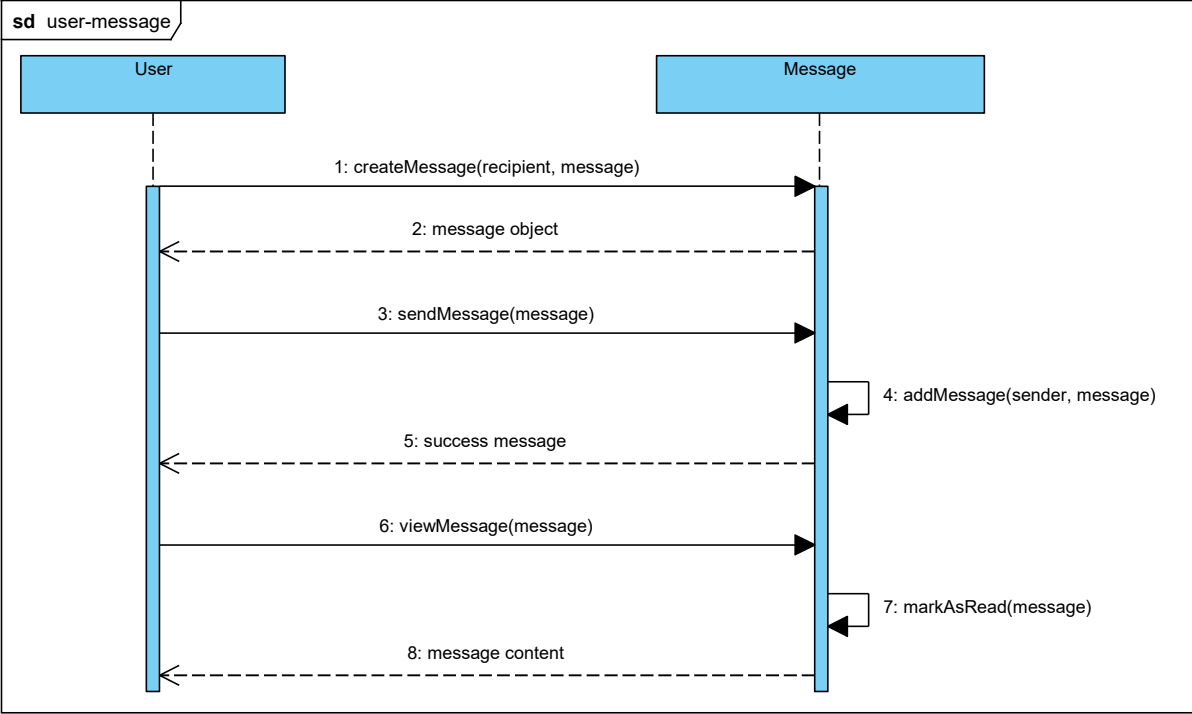 sd user-message
User
Message
1: createMessage(recipient, message)
2: message object
3: sendMessage(message)
4: addMessage(sender, message)
5: success message
6: viewMessage(message)
7: markAsRead(message)
8: message content